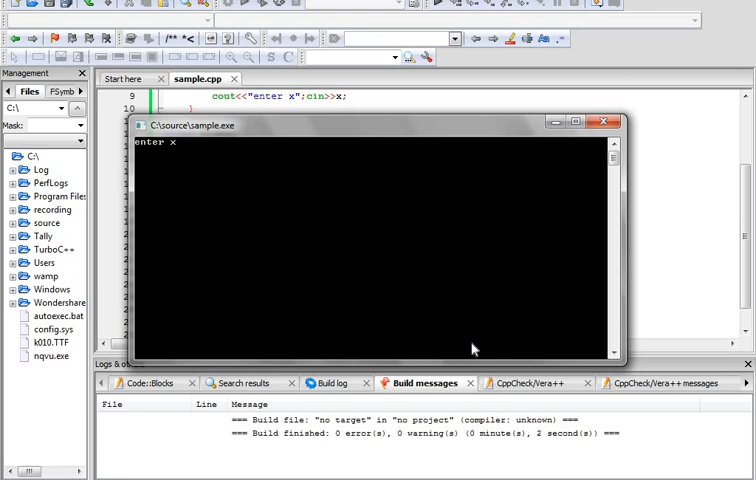 /** *<
Aa
.*
Management
Start here
sample.cpp
Files
FSymb
9
cout<<"enter x";cin>>x;
C:\
10
}
Mask:
C:\source\sample.exe
enter x
C:\
Log
PerfLogs
Program Files
recording
source
Tally
TurboC++
Users
wamp
Windows
Wondershare
autoexec.bat
config.sys
k010.TTF
nqvu.exe
Logs & ot
Code::Blocks
Search results
Build log
Build messages
CppCheck/Vera++
CppCheck/Vera++ messages
File
Line
Message
=== Build file: "no target" in "no project" (compiler: unknown) ===
=== Build finished: 0 error(s), 0 warning(s) (0 minute(s), 2 second(s)) ===